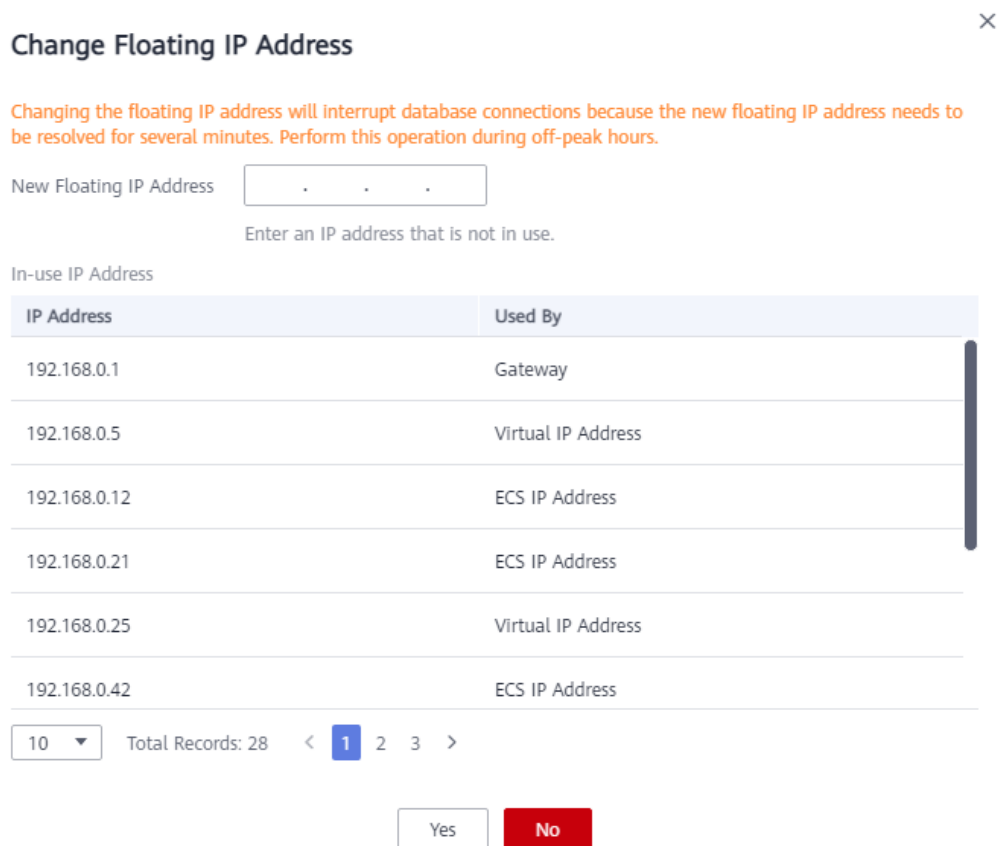 Change Floating IP Address
Changing the floating IP address will interrupt database connections because the new floating IP address needs to
be resolved for several minutes. Perform this operation during off-peak hours.
New Floating IP Address . . .
Enter an IP address that is not in use.
In-use IP Address
IP Address Used By
192.168.0.1 Gateway
192.168.0.5 Virtual IP Address
192.168.0.12 ECS IP Address
192.168.0.21 ECS IP Address
192.168.0.25 Virtual IP Address
192.168.0.42 ECS IP Address
10 Total Records: 28 < 1 2 3 >
Yes No